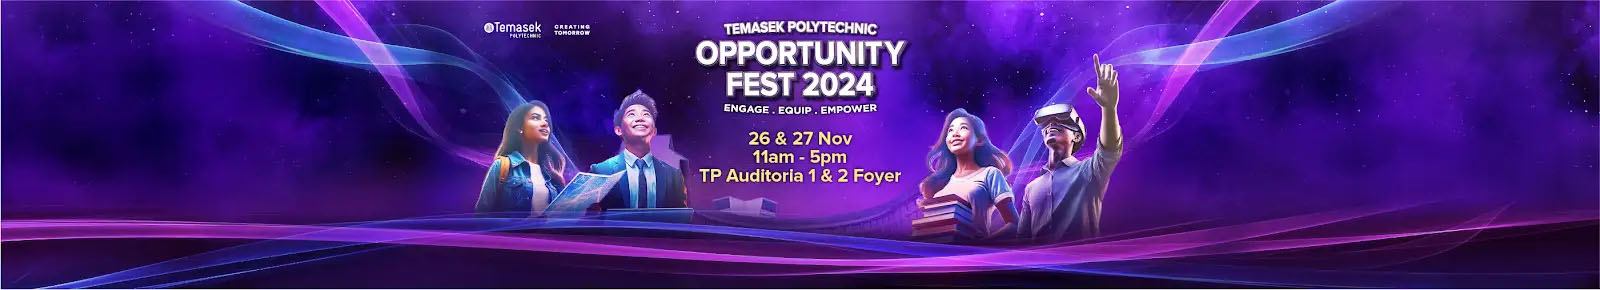 Temasek
POLYTECHNIC
CREATING
TOMORROW
TEMASEK POLYTECHNIC
OPPORTUNITY
FEST 2024
ENGAGE . EQUIP . EMPOWER
26 & 27 Nov
11am - 5pm
TP Auditoria 1 & 2 Foyer